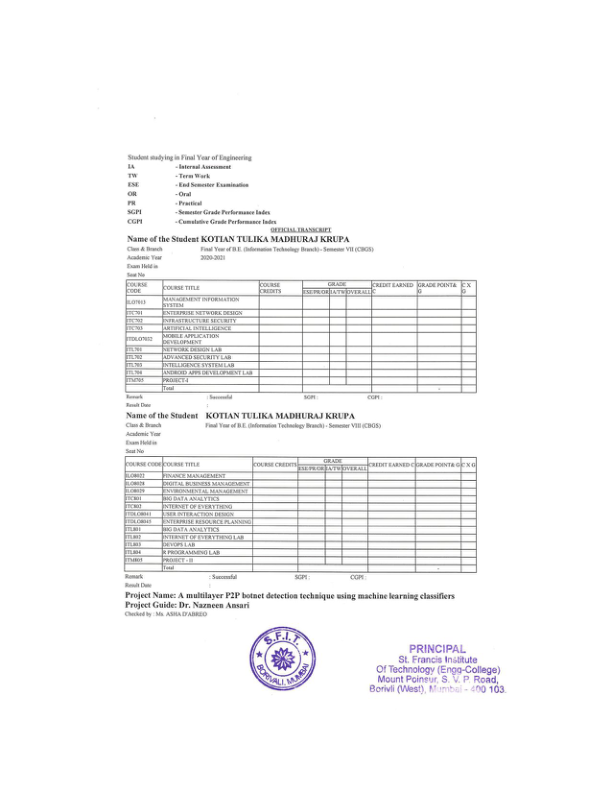 Student studying in Final Year of Engineering
IA - Internal Assessment
TW - Term Work
ESE - End Semester Examination
OR - Oral
PR - Practical
SGPI - Semester Grade Performance Index
CGPI - Cumulative Grade Performance Index
OFFICIAL TRANSCRIPT
Name of the Student KOTIAN TULIKA MADHURAJ KRUPA
Class & Branch Final Year of B.E. (Information Technology Branch) - Semester VII (CBGS)
Academic Year 2020-2021
Exam Held in
Seat No
COURSE CODE COURSE TITLE COURSE CREDITS GRADE CREDIT EARNED C GRADE POINT& G C X G
ESE/PR/OR IA/TW OVERALL
ILO7013 MANAGEMENT INFORMATION SYSTEM
ITC701 ENTERPRISE NETWORK DESIGN
ITC702 INFRASTRUCTURE SECURITY
ITC703 ARTIFICIAL INTELLIGENCE
ITDLO7032 MOBILE APPLICATION DEVELOPMENT
ITL701 NETWORK DESIGN LAB
ITL702 ADVANCED SECURITY LAB
ITL703 INTELLIGENCE SYSTEM LAB
ITL704 ANDROID APPS DEVELOPMENT LAB
ITM705 PROJECT-I
Total -
Remark : Successful SGPI : CGPI :
Result Date :
Name of the Student KOTIAN TULIKA MADHURAJ KRUPA
Class & Branch Final Year of B.E. (Information Technology Branch) - Semester VIII (CBGS)
Academic Year
Exam Held in
Seat No
COURSE CODE COURSE TITLE COURSE CREDITS GRADE CREDIT EARNED C GRADE POINT& G C X G
ESE/PR/OR IA/TW OVERALL
ILO8022 FINANCE MANAGEMENT
ILO8028 DIGITAL BUSINESS MANAGEMENT
ILO8029 ENVIRONMENTAL MANAGEMENT
ITC801 BIG DATA ANALYTICS
ITC802 INTERNET OF EVERYTHING
ITDLO8041 USER INTERACTION DESIGN
ITDLO8043 ENTERPRISE RESOURCE PLANNING
ITL801 BIG DATA ANALYTICS
ITL802 INTERNET OF EVERYTHING LAB
ITL803 DEVOPS LAB
ITL804 R PROGRAMMING LAB
ITM805 PROJECT - II
Total -
Remark : Successful SGPI : CGPI :
Result Date :
Project Name: A multilayer P2P botnet detection technique using machine learning classifiers
Project Guide: Dr. Nazneen Ansari
Checked by : Ms. ASHA D'ABREO
S.F.I.T.
BORIVALI, MUMBAI
PRINCIPAL
St. Francis Institute
Of Technology (Engg-College)
Mount Poinsur, S. V. P. Road,
Borivli (West), Mumbai - 400 103.